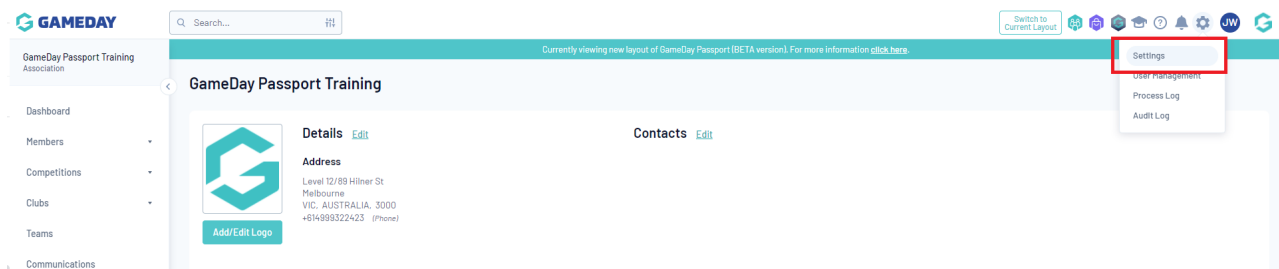 GAMEDAY
Search...
Switch to
Current Layout
JW
GameDay Passport Training
Association
Currently viewing new layout of GameDay Passport (BETA version). For more information click here.
Settings
User Management
Process Log
Audit Log
GameDay Passport Training
Dashboard
Members
Competitions
Clubs
Teams
Communications
Details Edit
Address
Level 12/89 Hilner St
Melbourne
VIC, AUSTRALIA, 3000
+614999322423 (Phone)
Add/Edit Logo
Contacts Edit